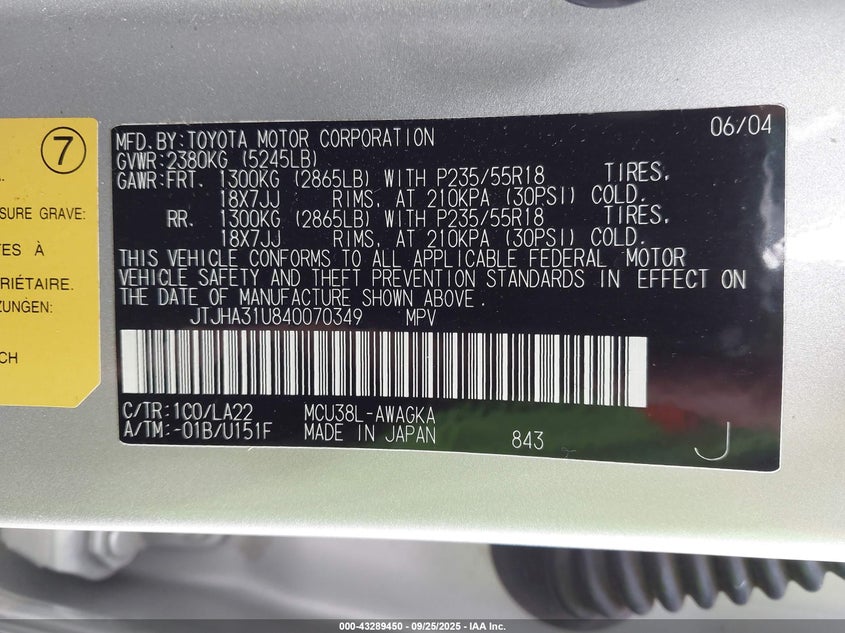 7
SURE GRAVE:
TES À
PRIÉTAIRE.
ZUNGEN:
CH
06/04
MFD.BY:TOYOTA MOTOR CORPORATION
GVWR:2380KG (5245LB)
GAWR:FRT. 1300KG (2865LB) WITH P235/55R18 TIRES,
18X7JJ RIMS, AT 210KPA (30PSI) COLD.
RR. 1300KG (2865LB) WITH P235/55R18 TIRES,
18X7JJ RIMS, AT 210KPA (30PSI) COLD.
THIS VEHICLE CONFORMS TO ALL APPLICABLE FEDERAL MOTOR
VEHICLE SAFETY AND THEFT PREVENTION STANDARDS IN EFFECT ON
THE DATE OF MANUFACTURE SHOWN ABOVE.
JTJHA31U840070349 MPV
C/TR:1C0/LA22 MCU38L-AWAGKA
A/TM:-01B/U151F MADE IN JAPAN 843 J
000-43289450 - 09/25/2025 - IAA Inc.